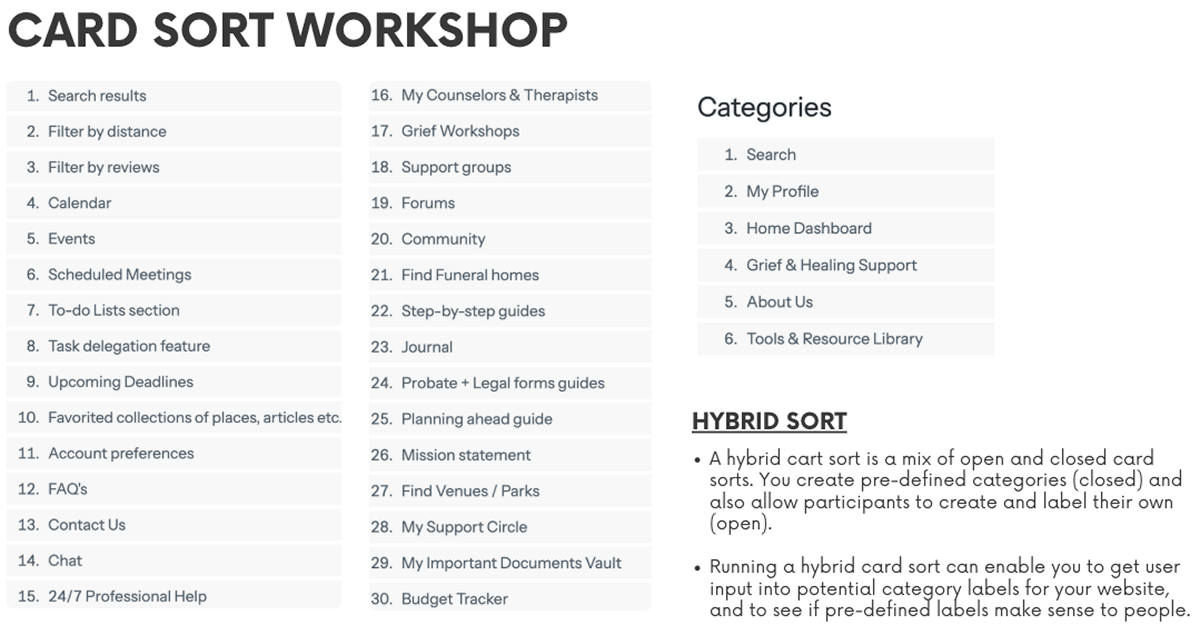 CARD SORT WORKSHOP
1. Search results
2. Filter by distance
3. Filter by reviews
4. Calendar
5. Events
6. Scheduled Meetings
7. To-do Lists section
8. Task delegation feature
9. Upcoming Deadlines
10. Favorited collections of places, articles etc.
11. Account preferences
12. FAQ's
13. Contact Us
14. Chat
15. 24/7 Professional Help
16. My Counselors & Therapists
17. Grief Workshops
18. Support groups
19. Forums
20. Community
21. Find Funeral homes
22. Step-by-step guides
23. Journal
24. Probate + Legal forms guides
25. Planning ahead guide
26. Mission statement
27. Find Venues / Parks
28. My Support Circle
29. My Important Documents Vault
30. Budget Tracker
Categories
1. Search
2. My Profile
3. Home Dashboard
4. Grief & Healing Support
5. About Us
6. Tools & Resource Library
HYBRID SORT
• A hybrid cart sort is a mix of open and closed card
sorts. You create pre-defined categories (closed) and
also allow participants to create and label their own
(open).
• Running a hybrid card sort can enable you to get user
input into potential category labels for your website,
and to see if pre-defined labels make sense to people.